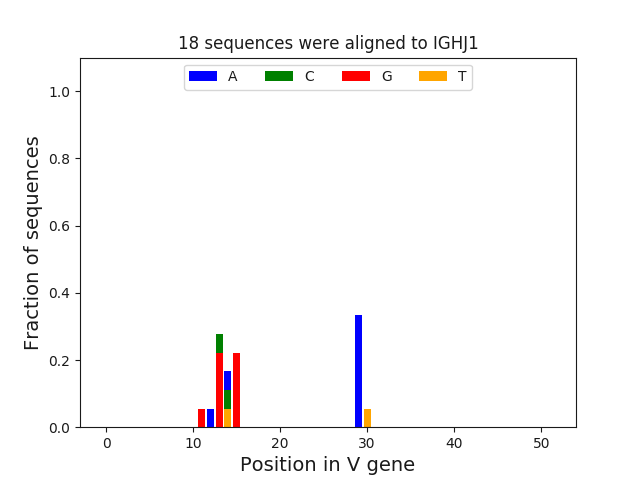 18 sequences were aligned to IGHJ1
A C G T
1.0
0.8
0.6
0.4
0.2
0.0
Fraction of sequences
0 10 20 30 40 50
Position in V gene